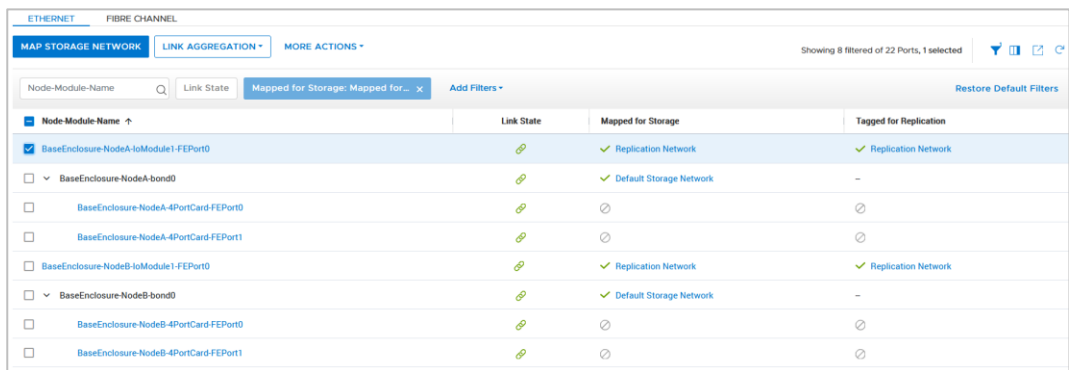 ETHERNET FIBRE CHANNEL
MAP STORAGE NETWORK LINK AGGREGATION MORE ACTIONS Showing 8 filtered of 22 Ports, 1 selected
Node-Module-Name Link State Mapped for Storage: Mapped for... × Add Filters Restore Default Filters
Node-Module-Name ↑ Link State Mapped for Storage Tagged for Replication
BaseEnclosure-NodeA-IoModule1-FEPort0 Replication Network Replication Network
BaseEnclosure-NodeA-bond0 Default Storage Network –
BaseEnclosure-NodeA-4PortCard-FEPort0
BaseEnclosure-NodeA-4PortCard-FEPort1
BaseEnclosure-NodeB-IoModule1-FEPort0 Replication Network Replication Network
BaseEnclosure-NodeB-bond0 Default Storage Network –
BaseEnclosure-NodeB-4PortCard-FEPort0
BaseEnclosure-NodeB-4PortCard-FEPort1